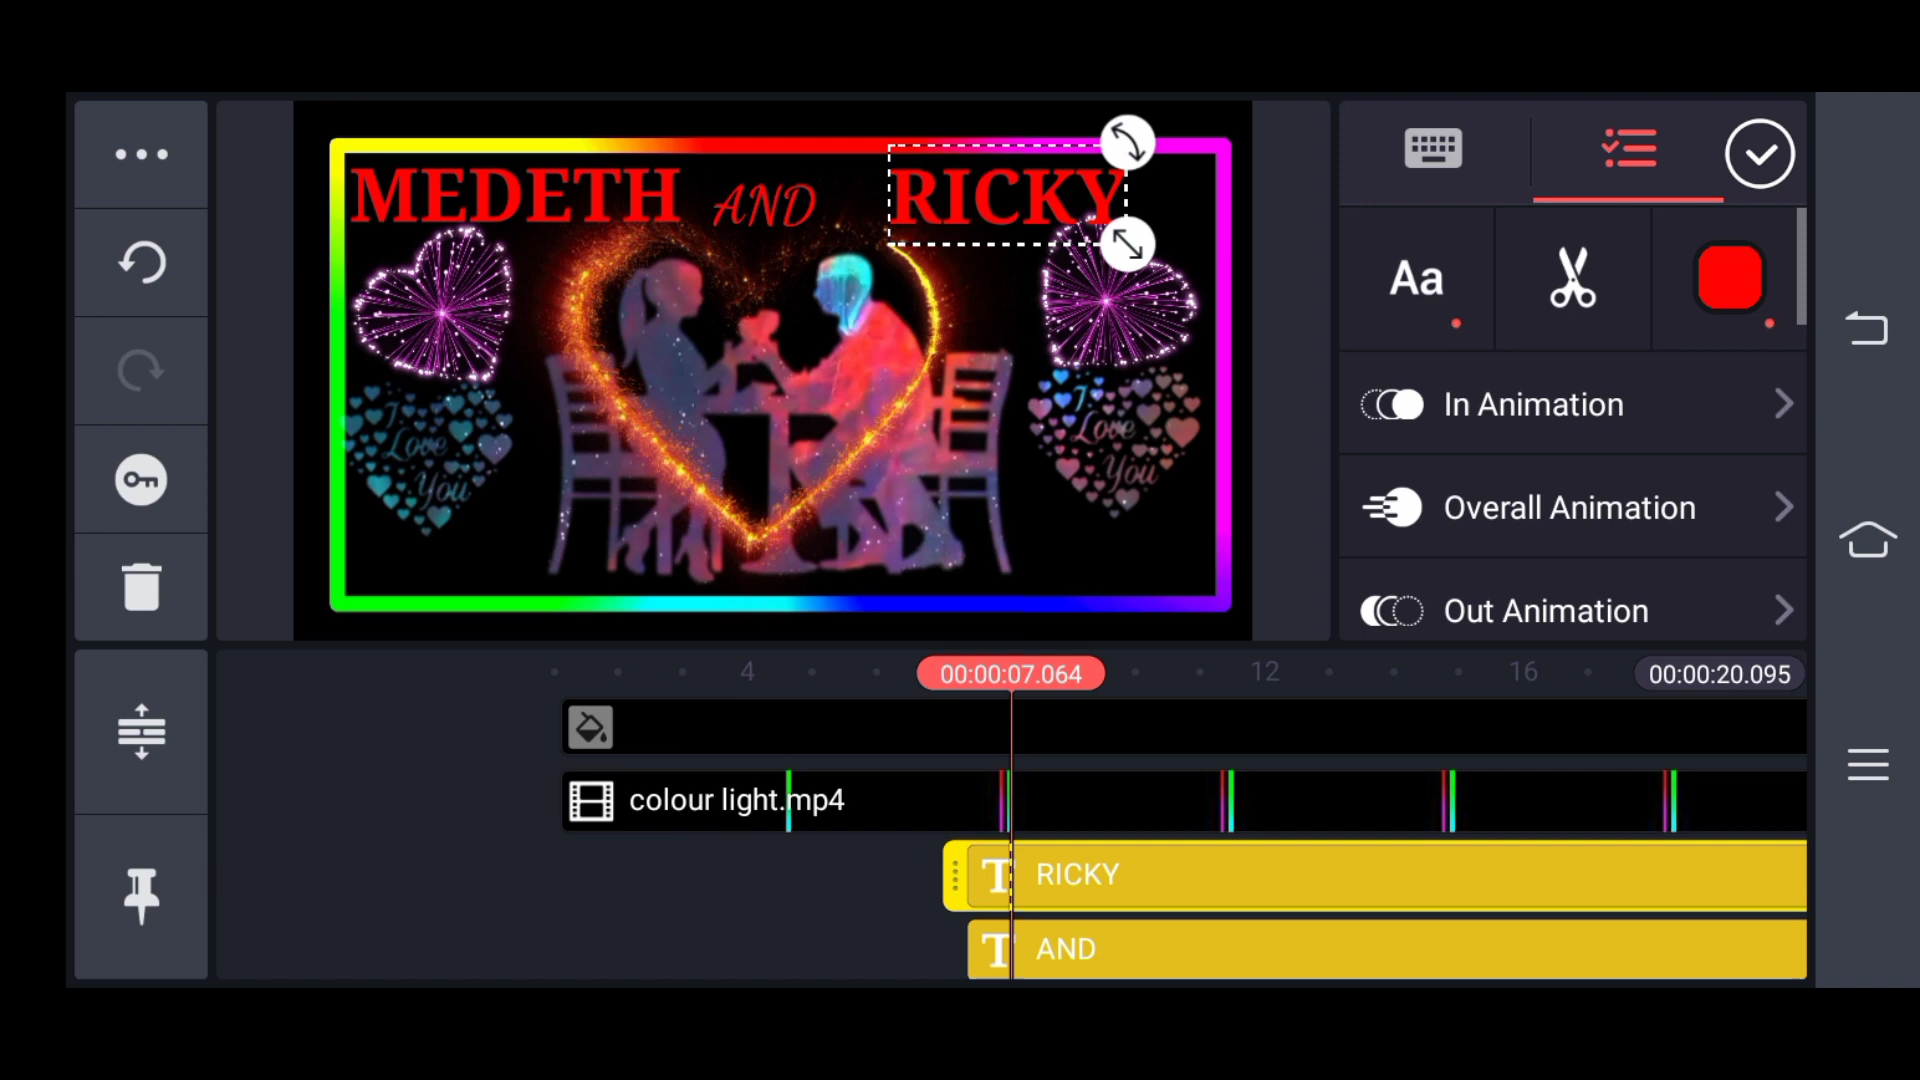 MEDETH AND RICKY
I
Love
You
I
Love
You
Aa
In Animation
Overall Animation
Out Animation
4
00:00:07.064
12
16
00:00:20.095
colour light.mp4
T RICKY
T AND